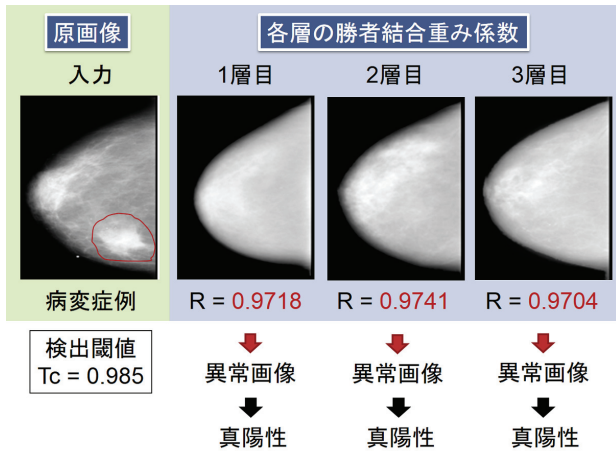 原画像
各層の勝者結合重み係数
入力
1層目
2層目
3層目
病変症例
R = 0.9718
R = 0.9741
R = 0.9704
検出閾値
Tc = 0.985
異常画像
異常画像
異常画像
真陽性
真陽性
真陽性